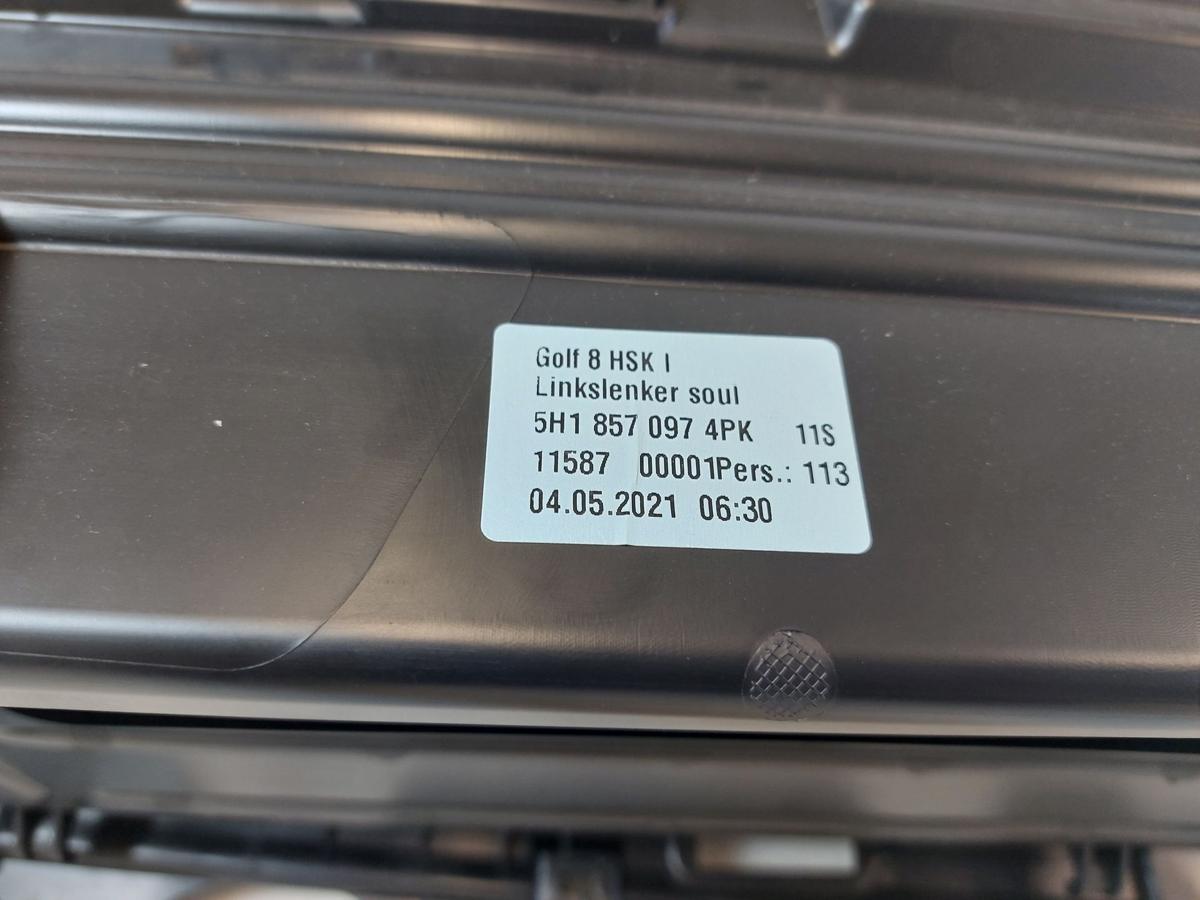 Golf 8 HSK I
Linkslenker soul
5H1 857 097 4PK 11S
11587 00001Pers.: 113
04.05.2021 06:30